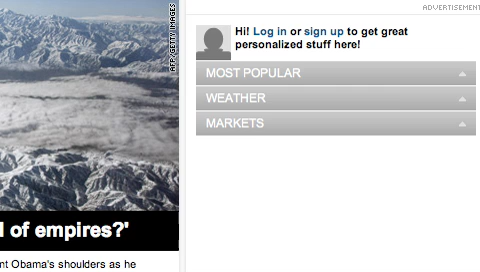 ADVERTISEMENT
AFP/GETTY IMAGES
Hi! Log in or sign up to get great
personalized stuff here!
MOST POPULAR
WEATHER
MARKETS
of empires?'
Obama's shoulders as he